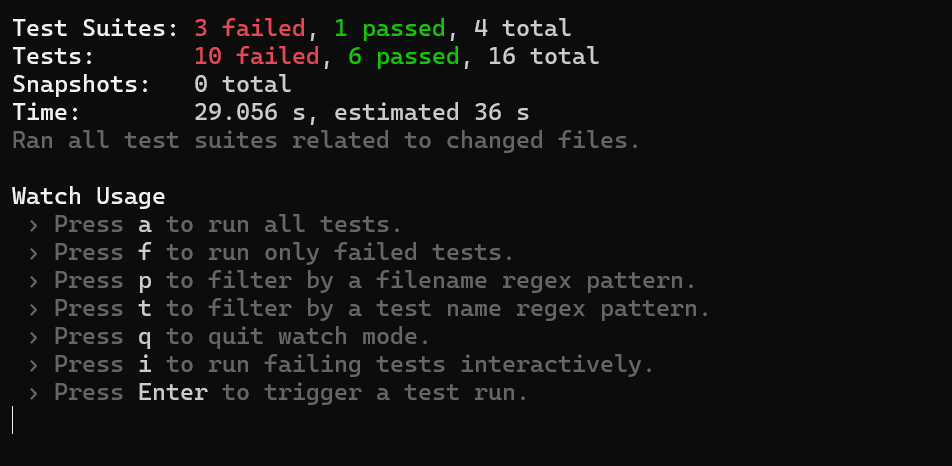 Test Suites: 3 failed, 1 passed, 4 total
Tests:       10 failed, 6 passed, 16 total
Snapshots:   0 total
Time:        29.056 s, estimated 36 s
Ran all test suites related to changed files.

Watch Usage
 › Press a to run all tests.
 › Press f to run only failed tests.
 › Press p to filter by a filename regex pattern.
 › Press t to filter by a test name regex pattern.
 › Press q to quit watch mode.
 › Press i to run failing tests interactively.
 › Press Enter to trigger a test run.